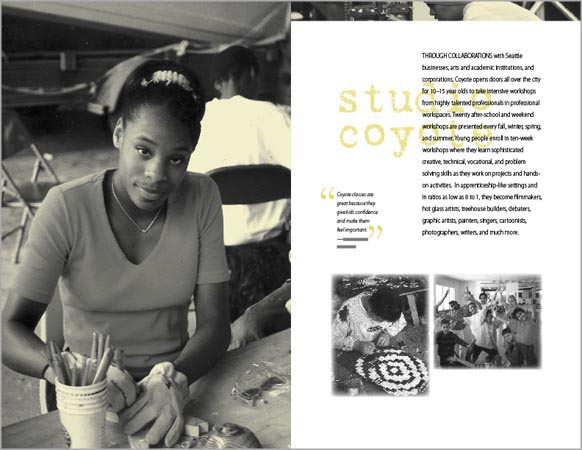 THROUGH COLLABORATIONS with Seattle
businesses, arts and academic institutions, and
corporations, Coyote opens doors all over the city
for 10–15 year olds to take intensive workshops
from highly talented professionals in professional
workspaces. Twenty after-school and weekend
workshops are presented every fall, winter, spring,
and summer. Young people enroll in ten-week
workshops where they learn sophisticated
creative, technical, vocational, and problem
solving skills as they work on projects and hands-
on activities. In apprenticeship-like settings and
in ratios as low as 8 to 1, they become filmmakers,
hot glass artists, treehouse builders, debaters,
graphic artists, painters, singers, cartoonists,
photographers, writers, and much more.
studio
coyote
“Coyote classes are
great because they
give kids confidence
and make them
feel important.”